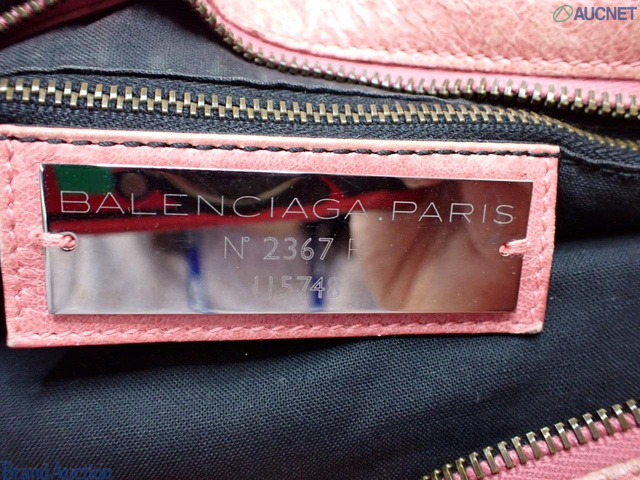 AUCNET
BALENCIAGA.PARIS
N° 2367 F
115748
Brand Auction